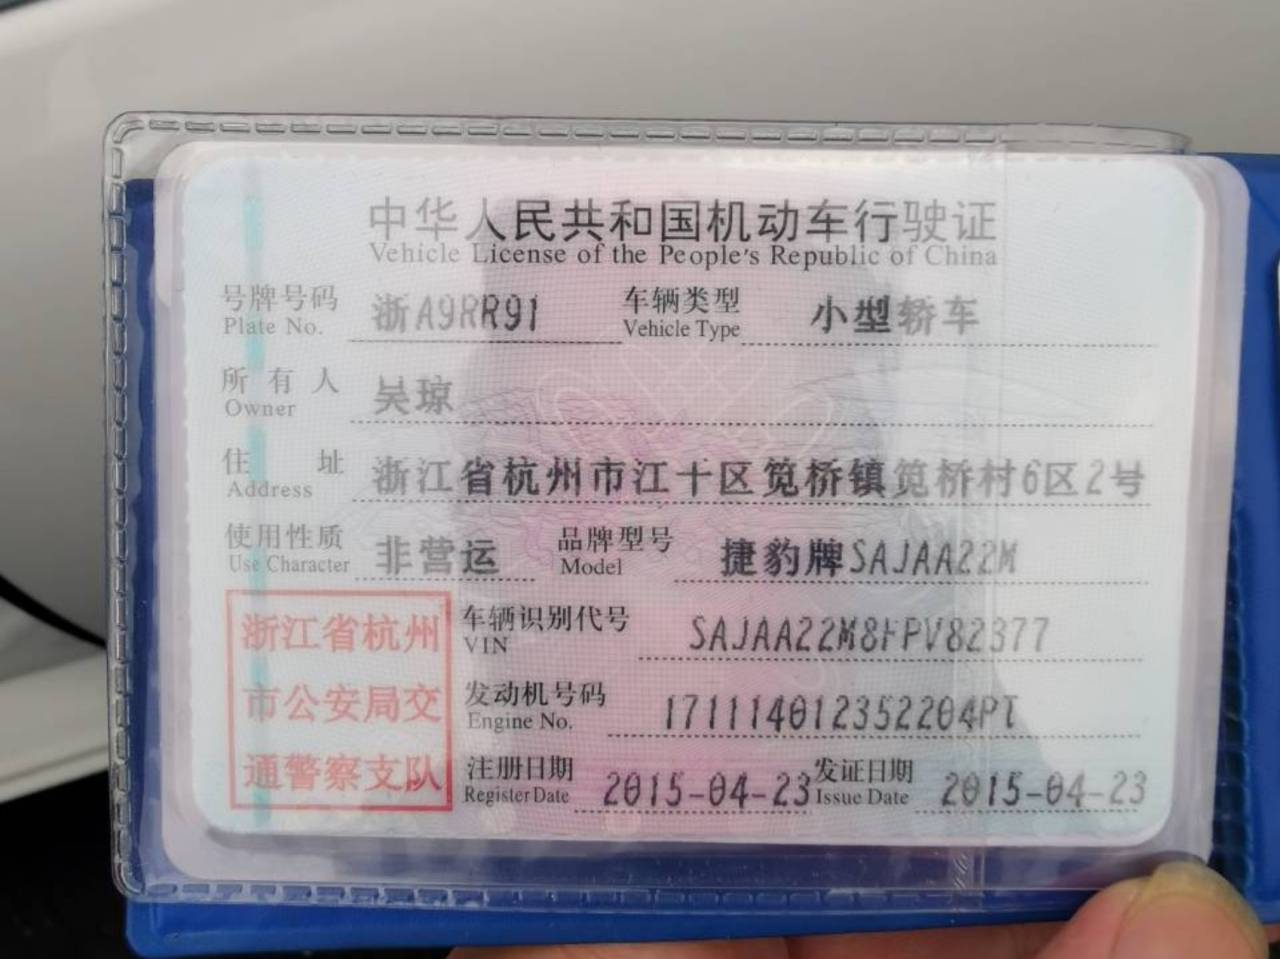 中华人民共和国机动车行驶证
Vehicle License of the People's Republic of China
号牌号码 浙A9RR91 车辆类型 小型轿车
Plate No. Vehicle Type
所有人 吴琼
Owner
住址 浙江省杭州市江干区笕桥镇笕桥村6区2号
Address
使用性质 非营运 品牌型号 捷豹牌SAJAA22M
Use Character Model
浙江省杭州 车辆识别代号 SAJAA22M8FPV82377
VIN
市公安局交 发动机号码 171114012352204PT
Engine No.
通警察支队 注册日期 2015-04-23 发证日期 2015-04-23
Register Date Issue Date